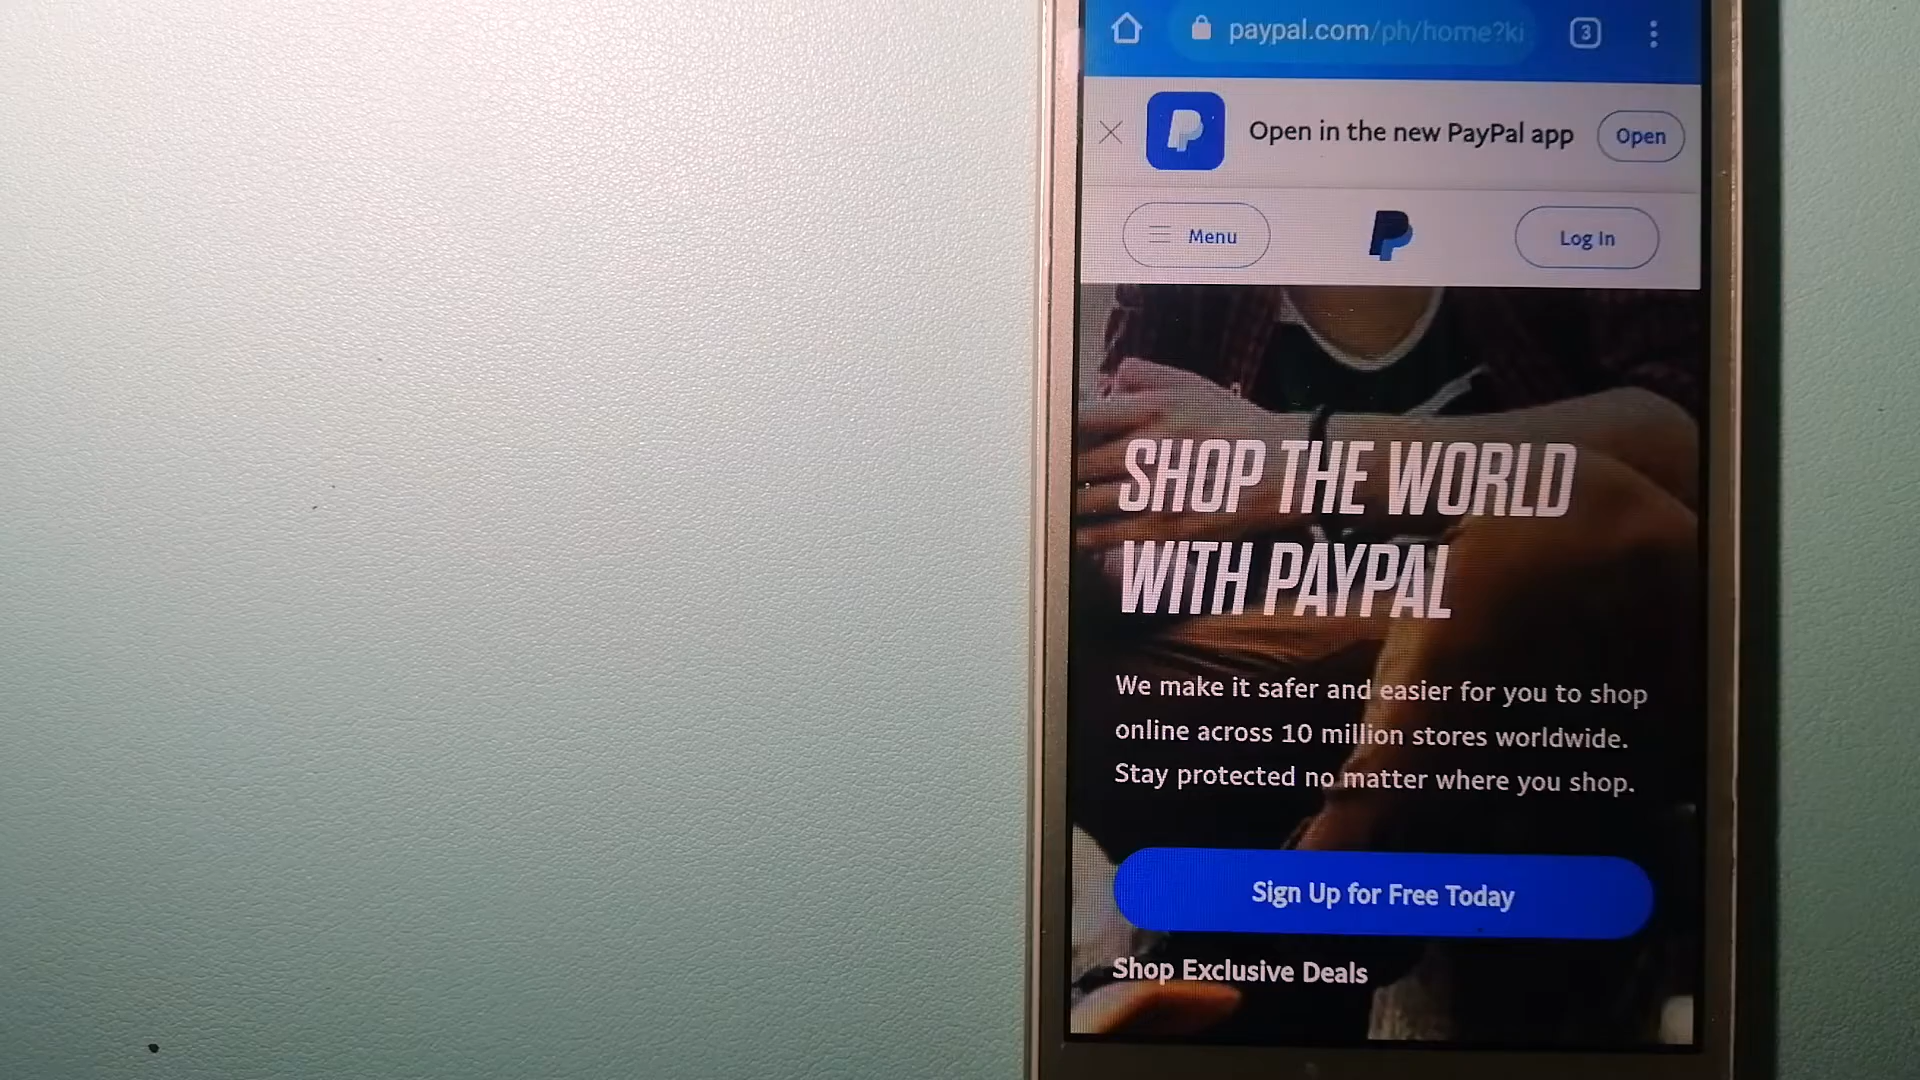 paypal.com/ph/home?ki
3
Open in the new PayPal app
Open
Menu
Log In
SHOP THE WORLD
WITH PAYPAL
We make it safer and easier for you to shop
online across 10 million stores worldwide.
Stay protected no matter where you shop.
Sign Up for Free Today
Shop Exclusive Deals